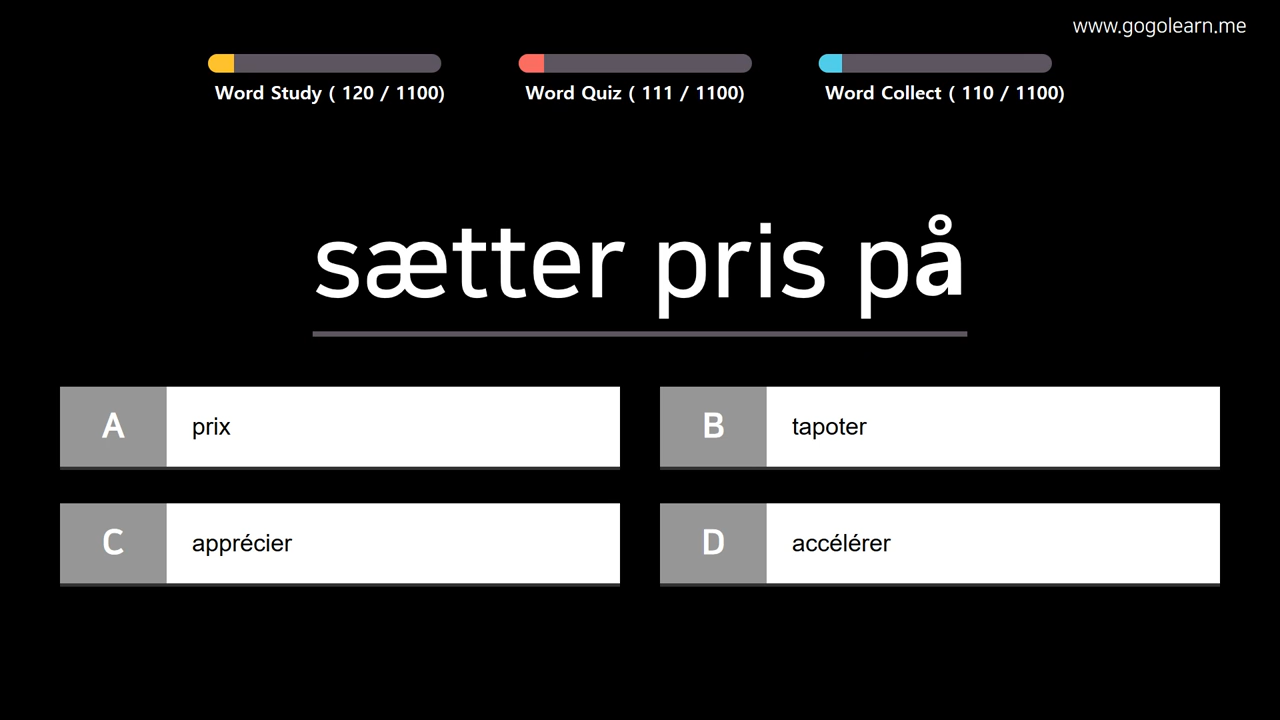 www.gogolearn.me
Word Study ( 120 / 1100)
Word Quiz ( 111 / 1100)
Word Collect ( 110 / 1100)
sætter pris på
A prix
B tapoter
C apprécier
D accélérer